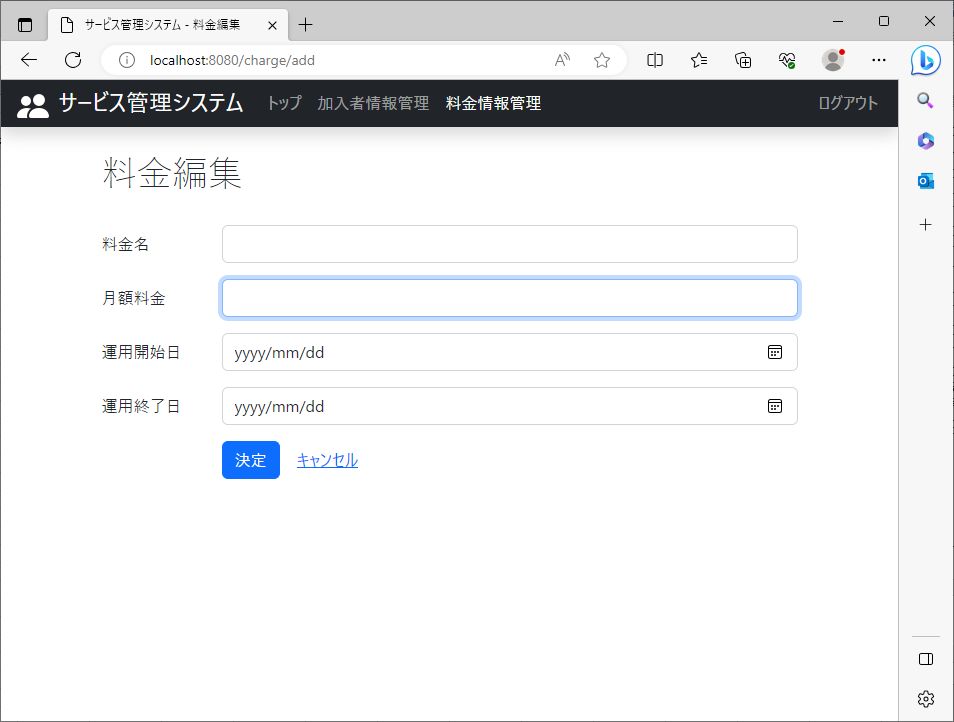 サービス管理システム - 料金編集
localhost:8080/charge/add
サービス管理システム トップ 加入者情報管理 料金情報管理 ログアウト
料金編集
料金名
月額料金
運用開始日 yyyy/mm/dd
運用終了日 yyyy/mm/dd
決定 キャンセル